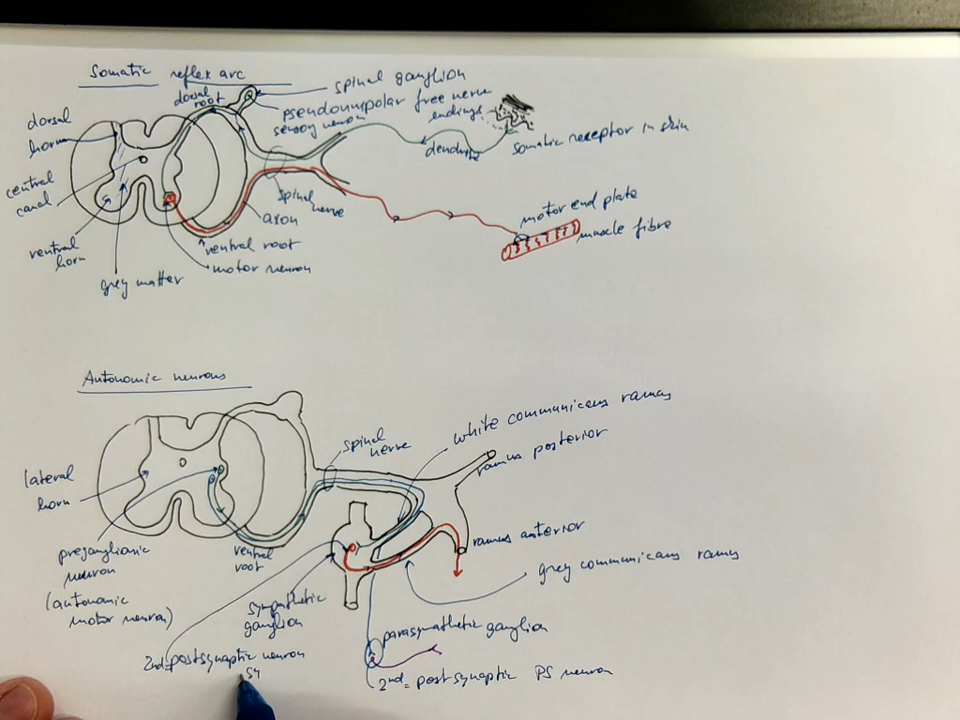 Somatic reflex arc
spinal ganglion
dorsal root
pseudounipolar
sensory neuron
free nerve
endings
dorsal
horn
somatic receptor in skin
dendrite
central
canal
spinal
nerve
axon
motor end plate
muscle fibre
ventral
horn
ventral root
motor neuron
grey matter
Autonomic neurons
white communicans ramus
spinal
nerve
ramus posterior
lateral
horn
ramus anterior
preganglionic
neuron
(autonomic
motor neuron)
ventral
root
grey communicans ramus
sympathetic
ganglion
parasymathetic ganglion
2nd = postsynaptic neuron
sy
2nd = postsynaptic PS neuron